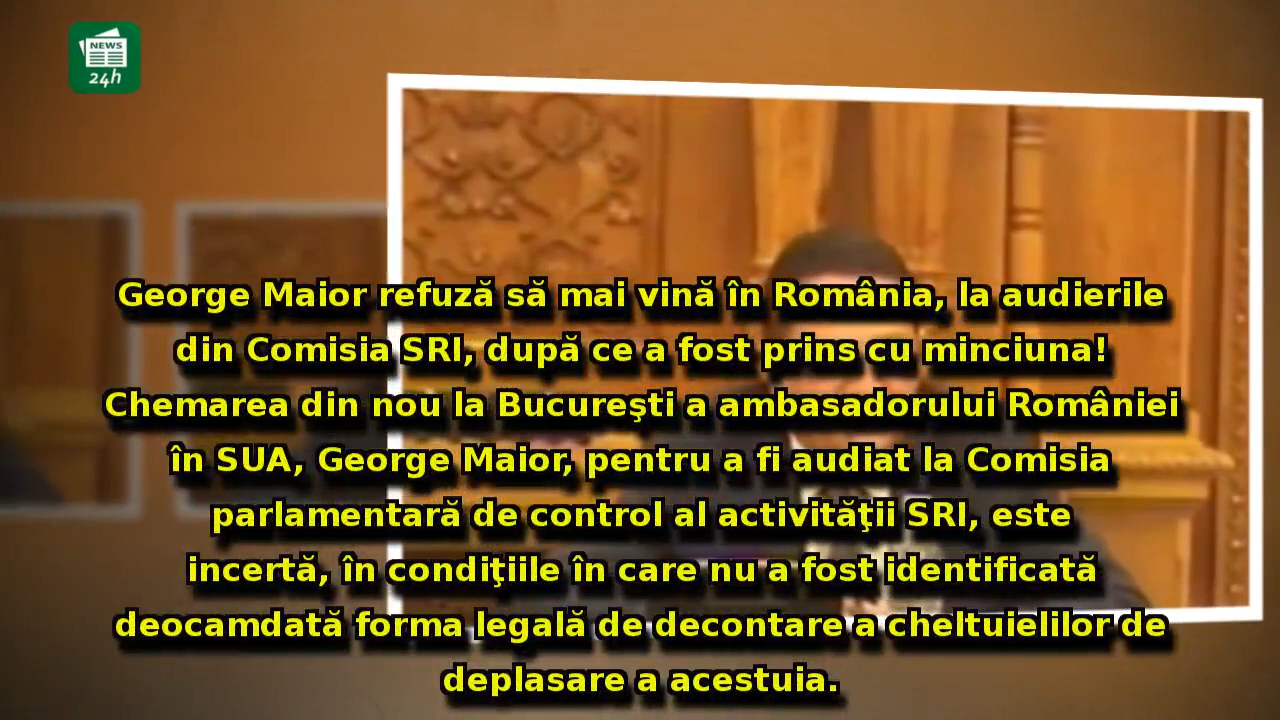 NEWS
24h
George Maior refuză să mai vină în România, la audierile
din Comisia SRI, după ce a fost prins cu minciuna!
Chemarea din nou la Bucureşti a ambasadorului României
în SUA, George Maior, pentru a fi audiat la Comisia
parlamentară de control al activităţii SRI, este
incertă, în condiţiile în care nu a fost identificată
deocamdată forma legală de decontare a cheltuielilor de
deplasare a acestuia.